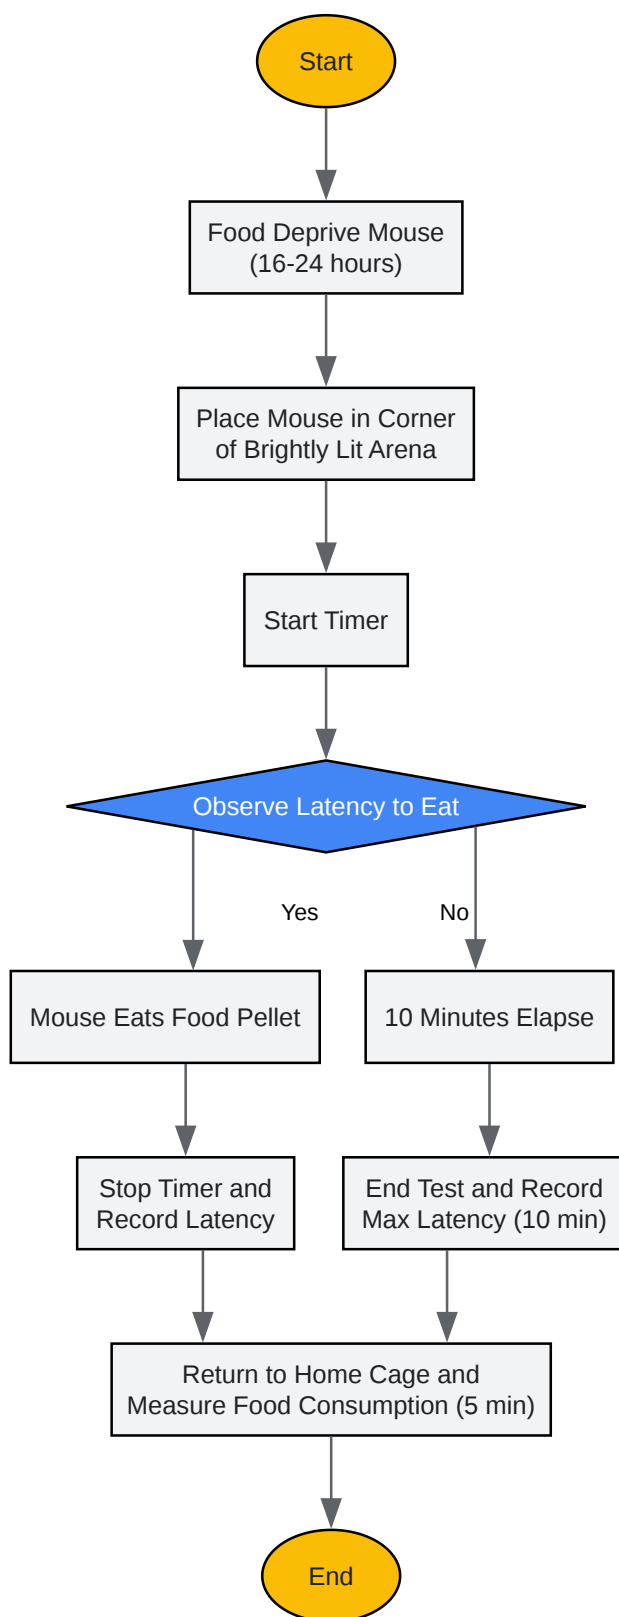 Start
Food Deprive Mouse
(16-24 hours)
Place Mouse in Corner
of Brightly Lit Arena
Start Timer
Observe Latency to Eat
Yes
No
Mouse Eats Food Pellet
10 Minutes Elapse
Stop Timer and
Record Latency
End Test and Record
Max Latency (10 min)
Return to Home Cage and
Measure Food Consumption (5 min)
End